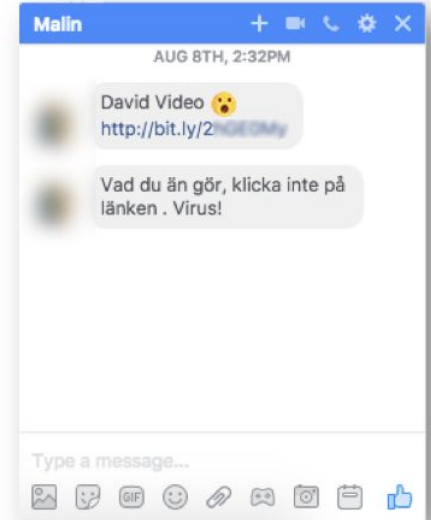 Malin
AUG 8TH, 2:32PM
David Video 😮
http://bit.ly/2
Vad du än gör, klicka inte på
länken . Virus!
Type a message...
GIF